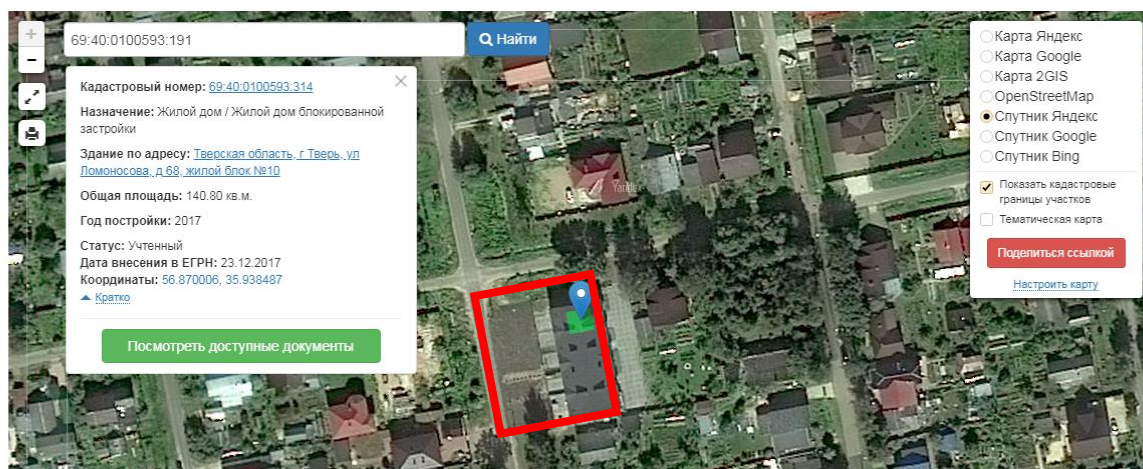 69:40:0100593:191
Найти
Кадастровый номер: 69:40:0100593:314
Назначение: Жилой дом / Жилой дом блокированной
застройки
Здание по адресу: Тверская область, г Тверь, ул
Ломоносова, д 68, жилой блок №10
Общая площадь: 140.80 кв.м.
Год постройки: 2017
Статус: Учтенный
Дата внесения в ЕГРН: 23.12.2017
Координаты: 56.870006, 35.938487
Кратко
Посмотреть доступные документы
Yandex
Карта Яндекс
Карта Google
Карта 2GIS
OpenStreetMap
Спутник Яндекс
Спутник Google
Спутник Bing
Показать кадастровые
границы участков
Тематическая карта
Поделиться ссылкой
Настроить карту